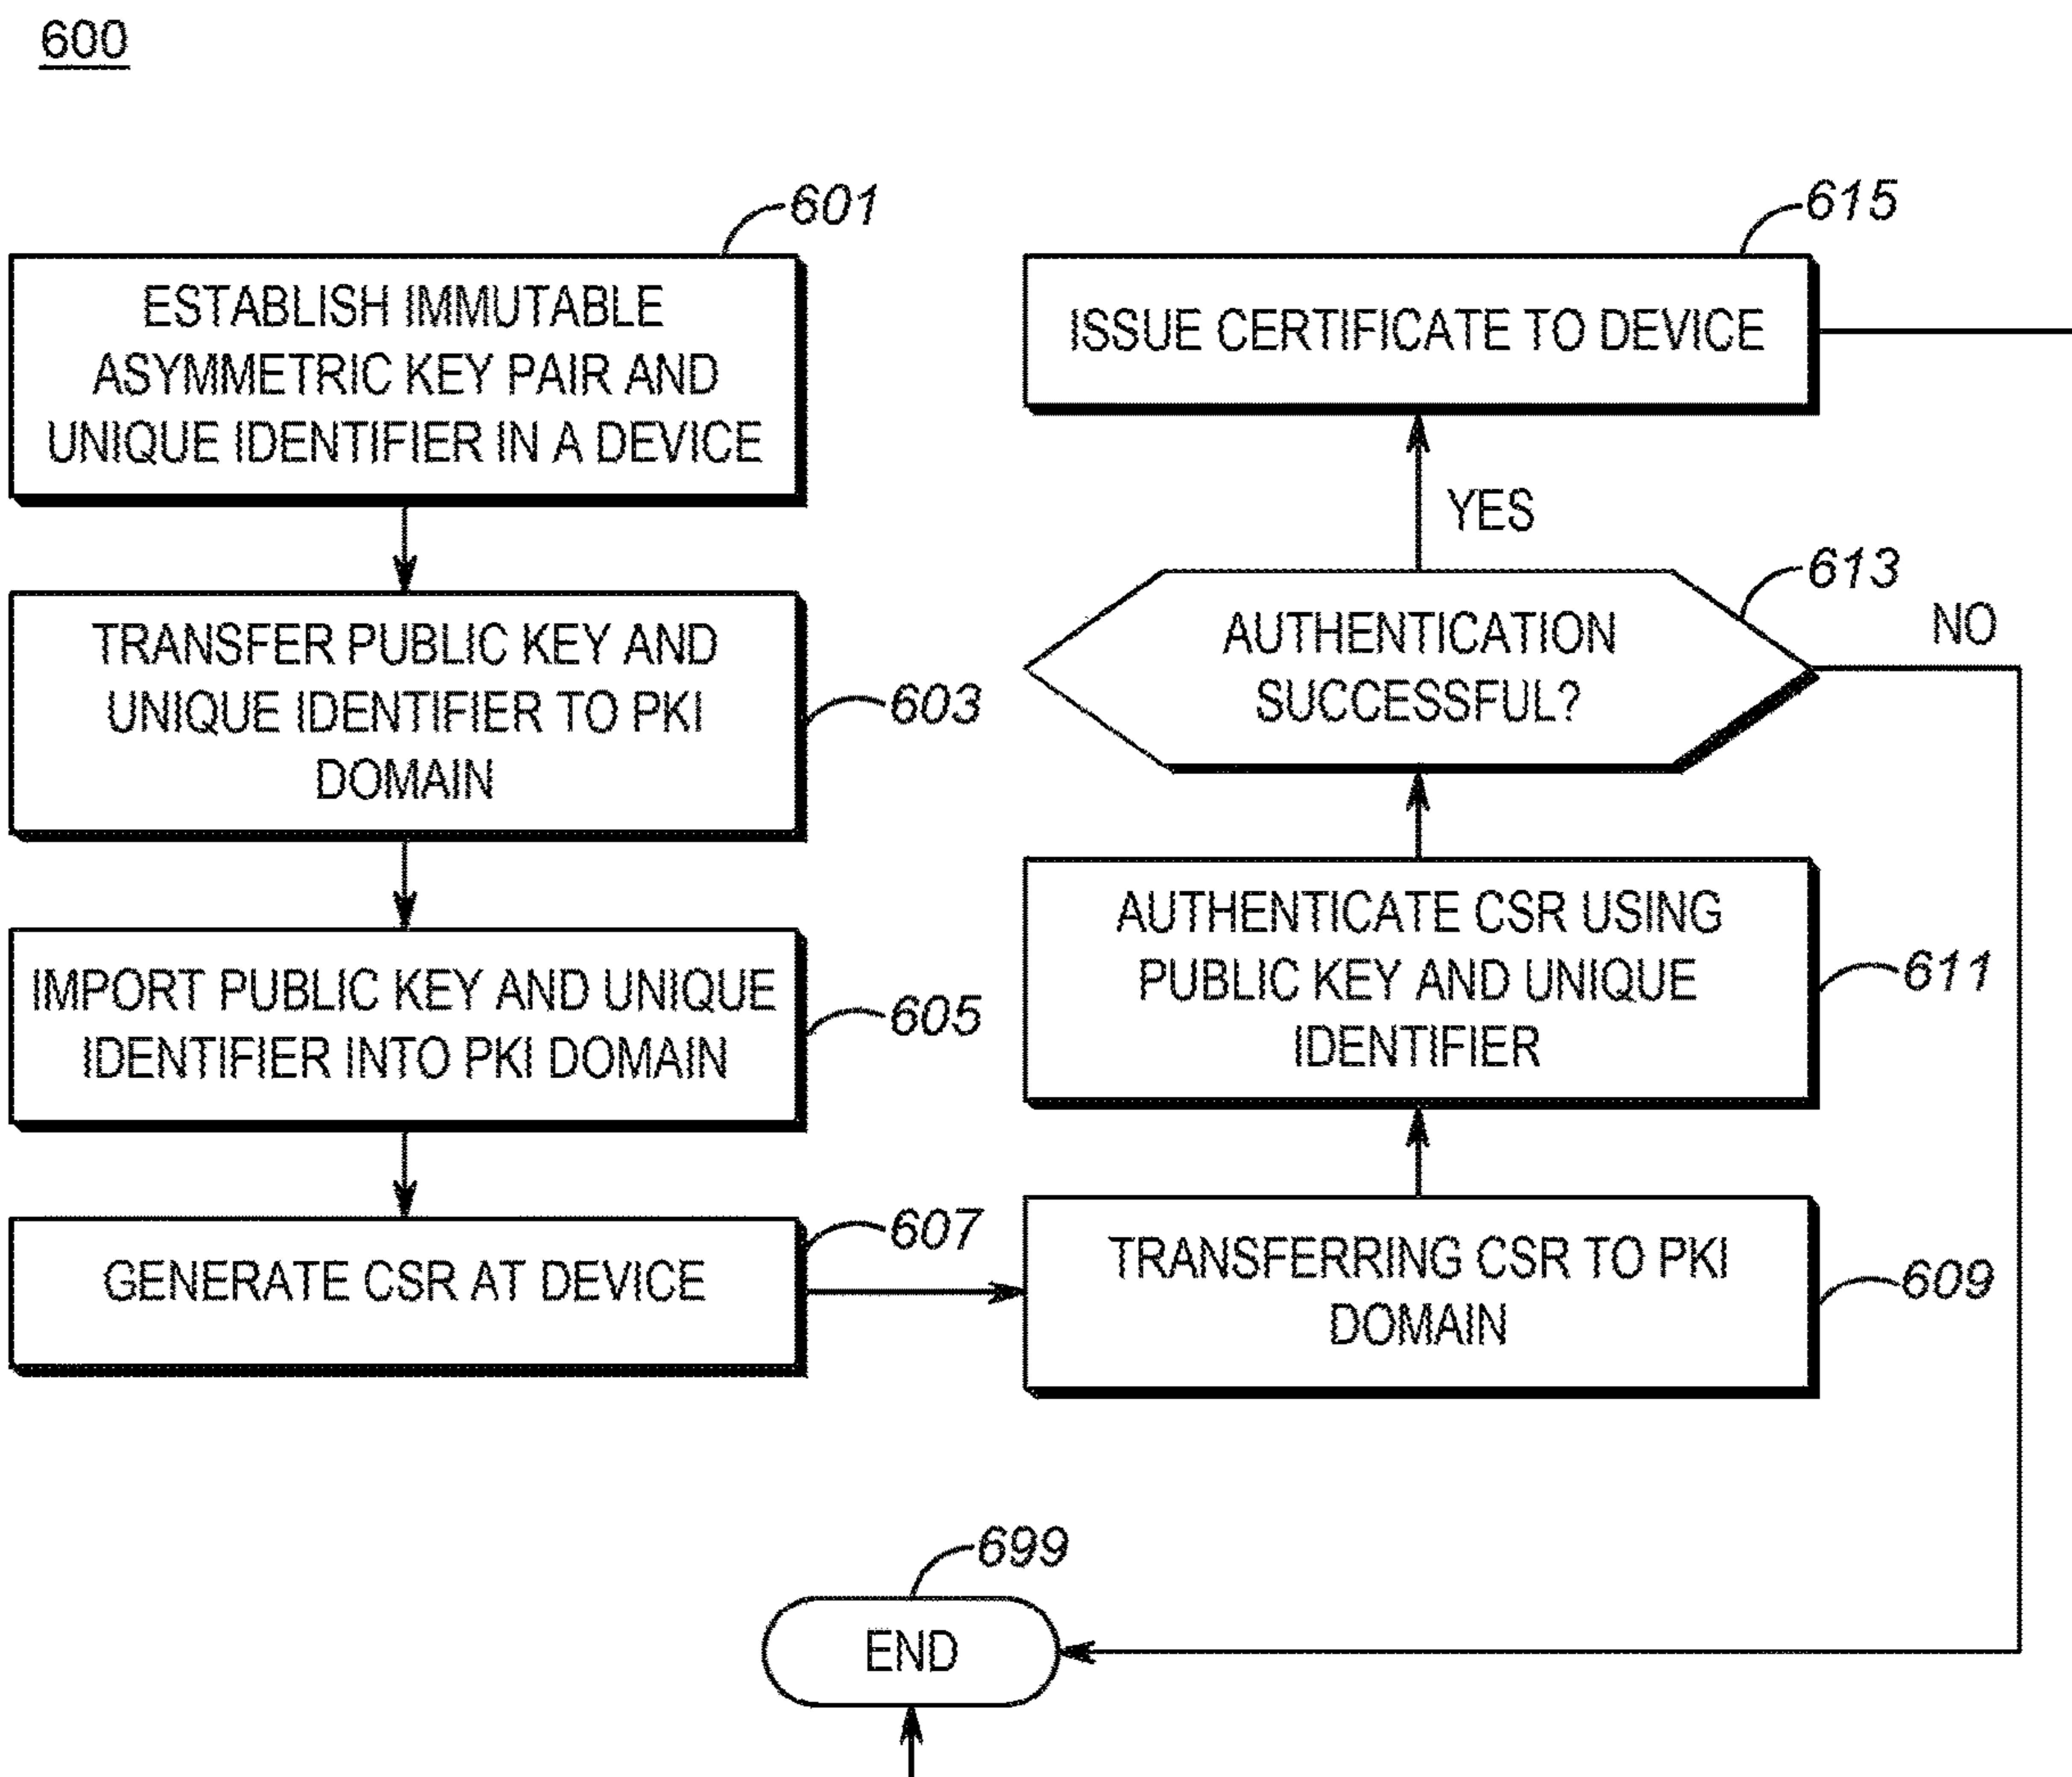 600
601
ESTABLISH IMMUTABLE
ASYMMETRIC KEY PAIR AND
UNIQUE IDENTIFIER IN A DEVICE
TRANSFER PUBLIC KEY AND
UNIQUE IDENTIFIER TO PKI
DOMAIN
603
IMPORT PUBLIC KEY AND UNIQUE
IDENTIFIER INTO PKI DOMAIN
605
GENERATE CSR AT DEVICE
607
TRANSFERRING CSR TO PKI
DOMAIN
609
AUTHENTICATE CSR USING
PUBLIC KEY AND UNIQUE
IDENTIFIER
611
AUTHENTICATION
SUCCESSFUL?
613
NO
YES
ISSUE CERTIFICATE TO DEVICE
615
699
END